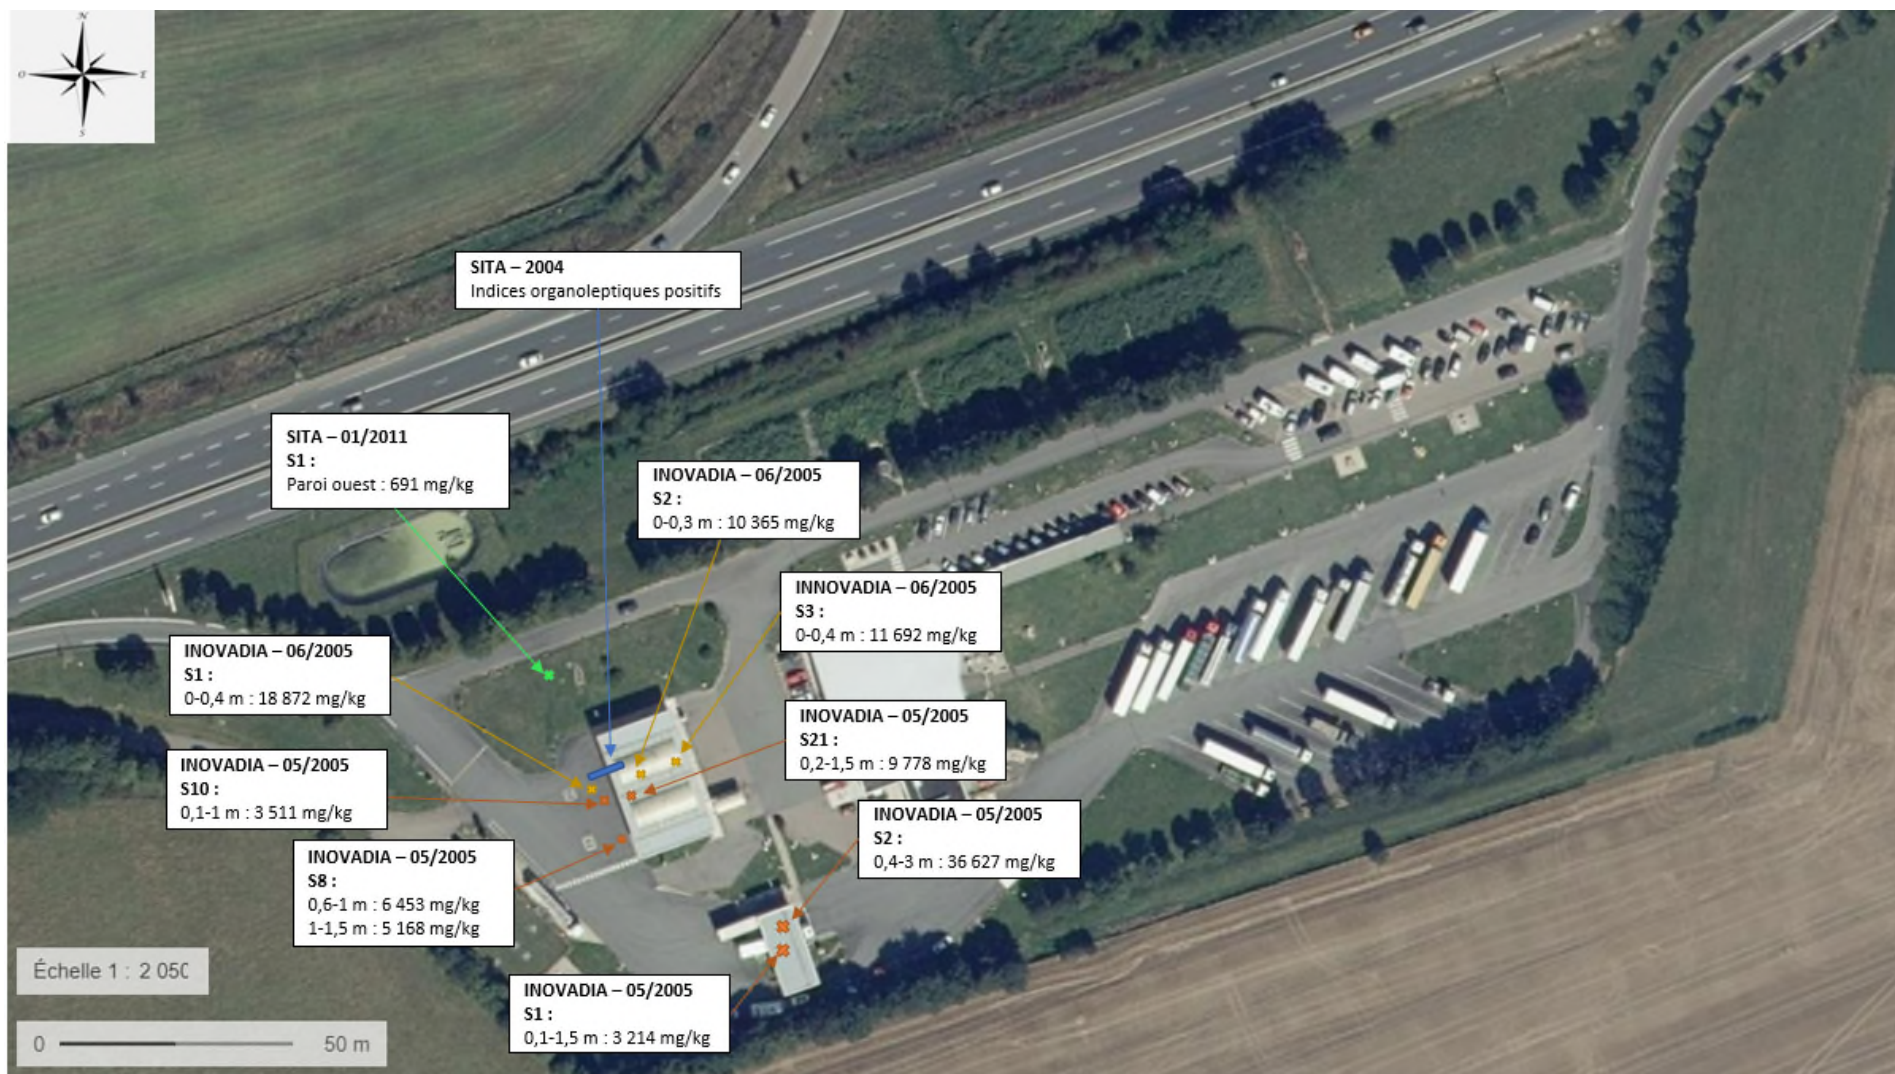 N
O
E
S
SITA – 2004
Indices organoleptiques positifs
SITA – 01/2011
S1 :
Paroi ouest : 691 mg/kg
INOVADIA – 06/2005
S2 :
0-0,3 m : 10 365 mg/kg
INNOVADIA – 06/2005
S3 :
0-0,4 m : 11 692 mg/kg
INOVADIA – 06/2005
S1 :
0-0,4 m : 18 872 mg/kg
INOVADIA – 05/2005
S21 :
0,2-1,5 m : 9 778 mg/kg
INOVADIA – 05/2005
S10 :
0,1-1 m : 3 511 mg/kg
INOVADIA – 05/2005
S2 :
0,4-3 m : 36 627 mg/kg
INOVADIA – 05/2005
S8 :
0,6-1 m : 6 453 mg/kg
1-1,5 m : 5 168 mg/kg
INOVADIA – 05/2005
S1 :
0,1-1,5 m : 3 214 mg/kg
Échelle 1 : 2 050
0 50 m